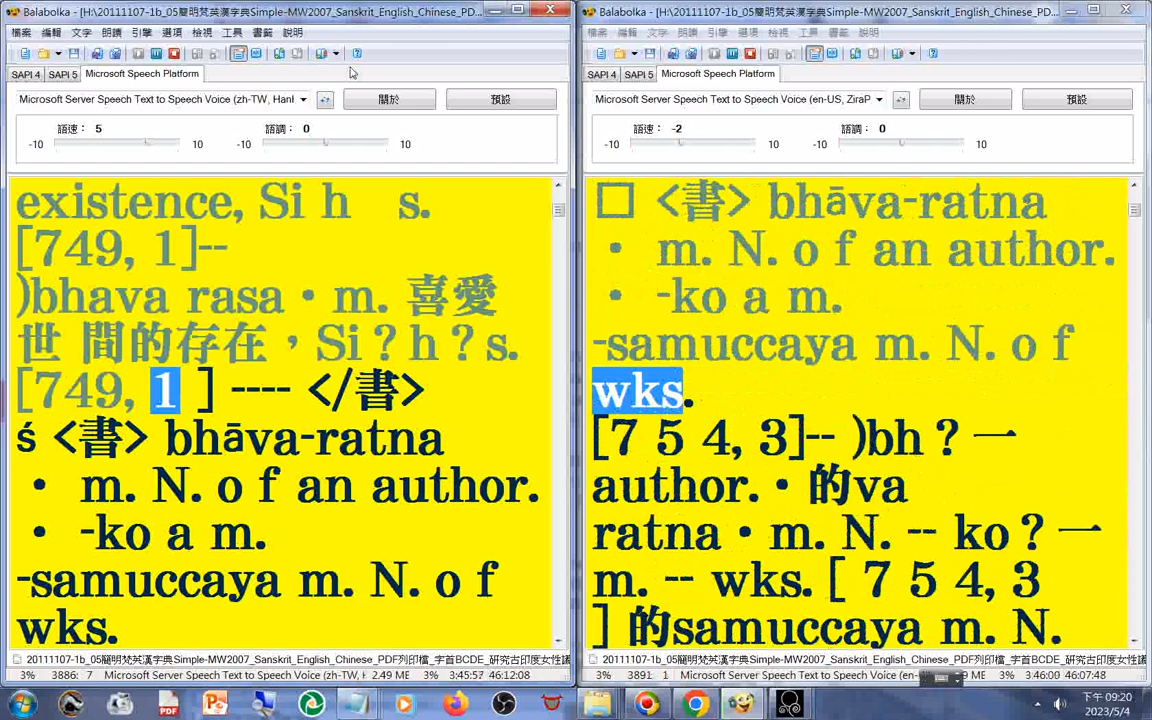 Balabolka - [H:\20111107-1b_05簡明梵英漢字典Simple-MW2007_Sanskrit_English_Chinese_PD...
檔案 編輯 文字 朗讀 引擎 選項 檢視 工具 書籤 說明
SAPI 4 SAPI 5 Microsoft Speech Platform
Microsoft Server Speech Text to Speech Voice (zh-TW, Hanl 關於 預設
語速： 5 語調： 0
-10 10 -10 10
existence, Si h s.
[749, 1]--
)bhava rasa • m. 喜愛
世 間的存在，Si？h？s.
[749, 1 ] ---- </書>
ś <書> bhāva-ratna
• m. N. o f an author.
• -ko a m.
-samuccaya m. N. o f
wks.
20111107-1b_05簡明梵英漢字典Simple-MW2007_Sanskrit_English_Chinese_PDF列印檔_字首BCDE_研究古印度女性議
3% 3886: 7 Microsoft Server Speech Text to Speech Voice (zh-TW, H 2.49 MB 3% 3:45:57 46:12:08
Balabolka - [H:\20111107-1b_05簡明梵英漢字典Simple-MW2007_Sanskrit_English_Chinese_PD...
檔案 編輯 文字 朗讀 引擎 選項 檢視 工具 書籤 說明
SAPI 4 SAPI 5 Microsoft Speech Platform
Microsoft Server Speech Text to Speech Voice (en-US, ZiraP 關於 預設
語速： -2 語調： 0
-10 10 -10 10
□ <書> bhāva-ratna
• m. N. o f an author.
• -ko a m.
-samuccaya m. N. o f
wks.
[7 5 4, 3]-- )bh？一
author. • 的va
ratna • m. N. -- ko？一
m. -- wks. [ 7 5 4, 3
] 的samuccaya m. N.
20111107-1b_05簡明梵英漢字典Simple-MW2007_Sanskrit_English_Chinese_PDF列印檔_字首BCDE_研究古印度女性議
3% 3891: 1 Microsoft Server Speech Text to Speech Voice (en- MB 3% 3:46:00 46:07:48
下午 09:20
2023/5/4